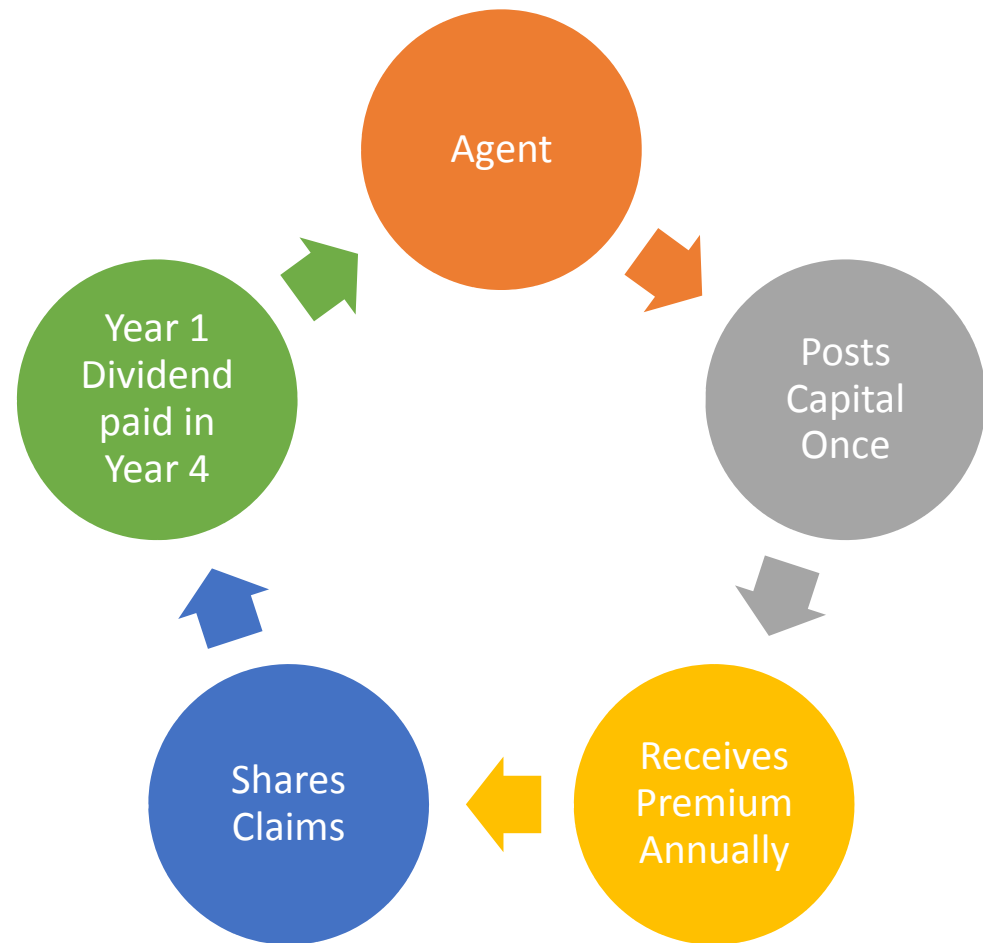 Agent
Posts
Capital
Once
Receives
Premium
Annually
Shares
Claims
Year 1
Dividend
paid in
Year 4